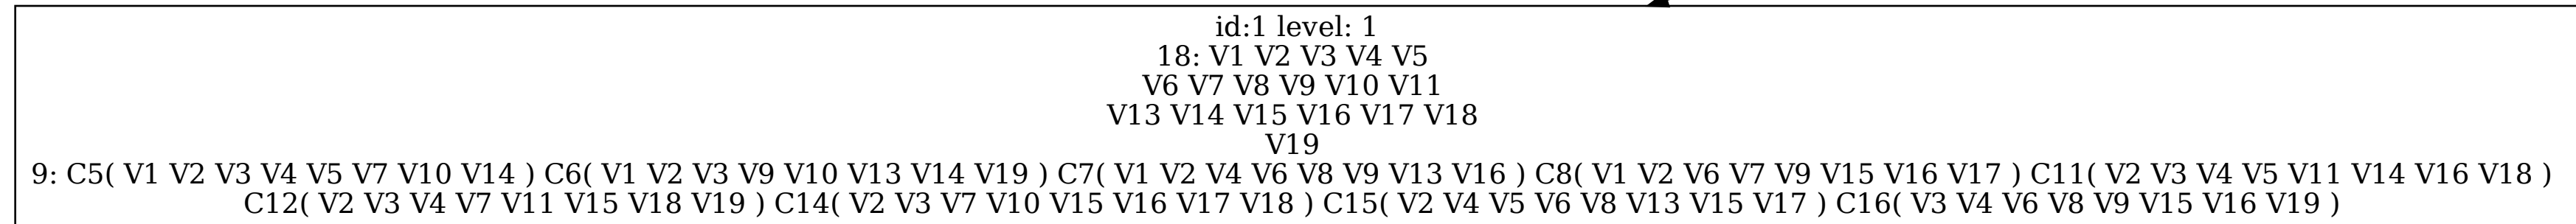 id:1 level: 1
18: V1 V2 V3 V4 V5
V6 V7 V8 V9 V10 V11
V13 V14 V15 V16 V17 V18
V19
9: C5( V1 V2 V3 V4 V5 V7 V10 V14 ) C6( V1 V2 V3 V9 V10 V13 V14 V19 ) C7( V1 V2 V4 V6 V8 V9 V13 V16 ) C8( V1 V2 V6 V7 V9 V15 V16 V17 ) C11( V2 V3 V4 V5 V11 V14 V16 V18 )
C12( V2 V3 V4 V7 V11 V15 V18 V19 ) C14( V2 V3 V7 V10 V15 V16 V17 V18 ) C15( V2 V4 V5 V6 V8 V13 V15 V17 ) C16( V3 V4 V6 V8 V9 V15 V16 V19 )